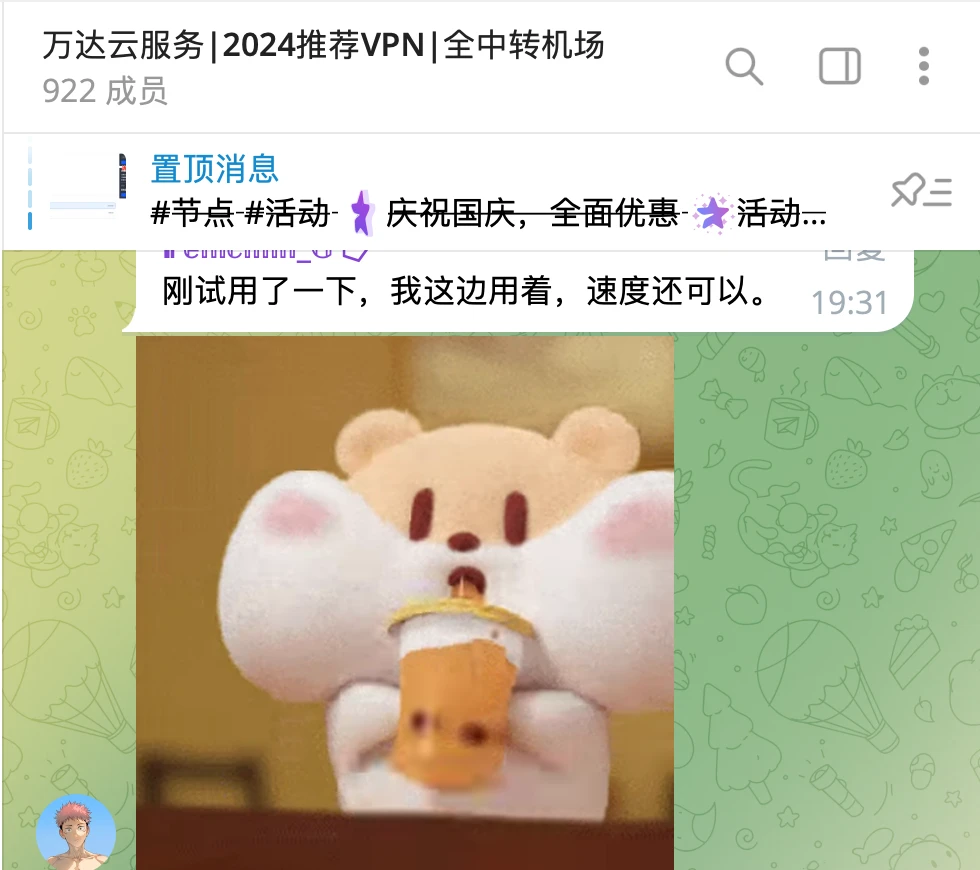 万达云服务|2024推荐VPN|全中转机场
922 成员
置顶消息
#节点 #活动 庆祝国庆，全面优惠 活动...
回复
刚试用了一下，我这边用着，速度还可以。
19:31